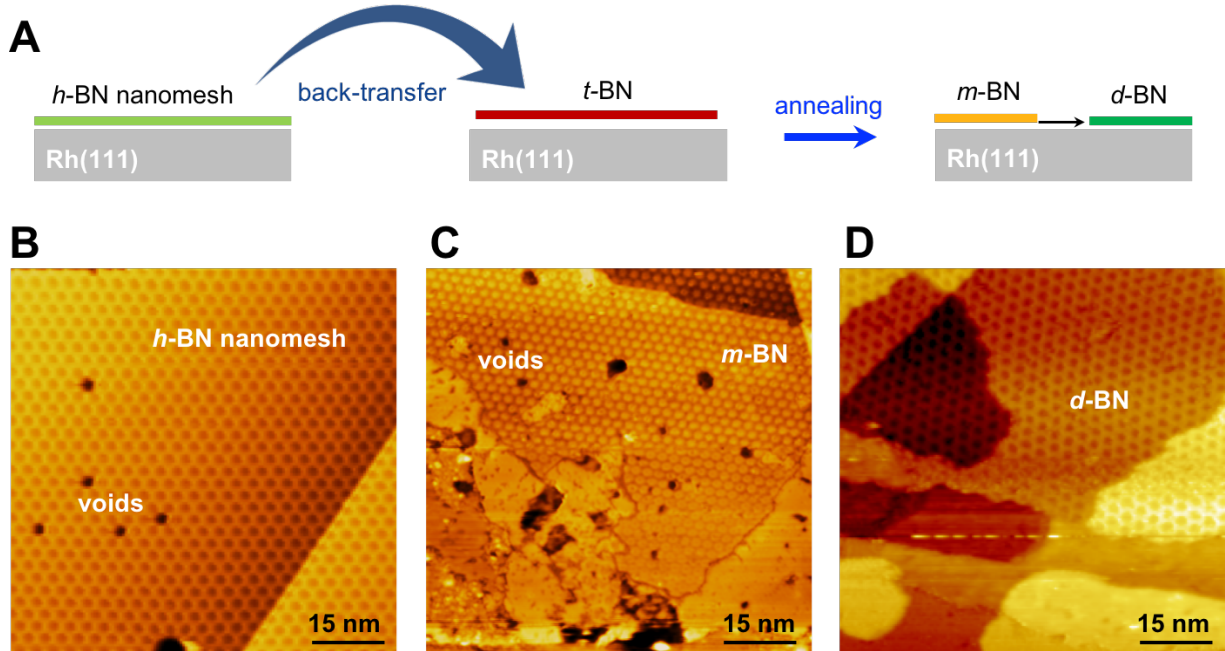 A
h-BN nanomesh
back-transfer
t-BN
annealing
m-BN
d-BN
Rh(111)
Rh(111)
Rh(111)
B
C
D
h-BN nanomesh
voids
15 nm
voids
m-BN
15 nm
d-BN
15 nm